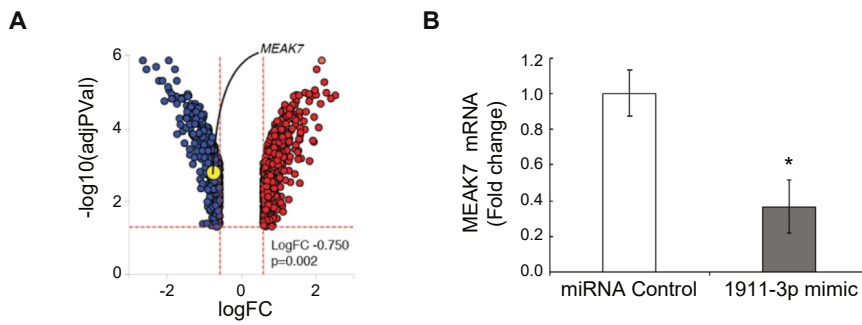 A
MEAK7
6
4
2
0
-log10(adjPVal)
LogFC -0.750
p=0.002
-2
0
2
logFC
B
1.2
1.0
0.8
0.6
0.4
0.2
0.0
MEAK7 mRNA
(Fold change)
*
miRNA Control
1911-3p mimic